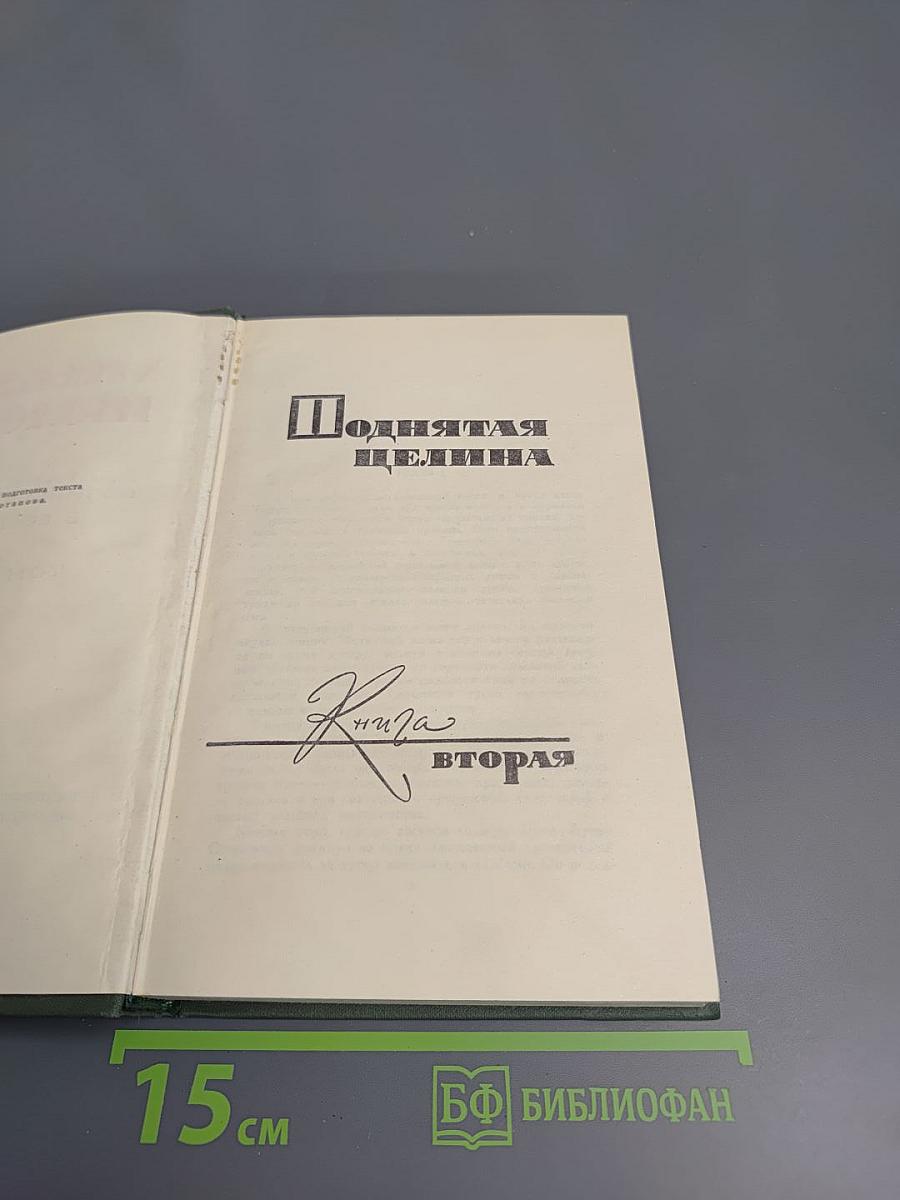 подготовка текста
Поднятая
целина
Книга
вторая
15 см
БФ БИБЛИОФАН